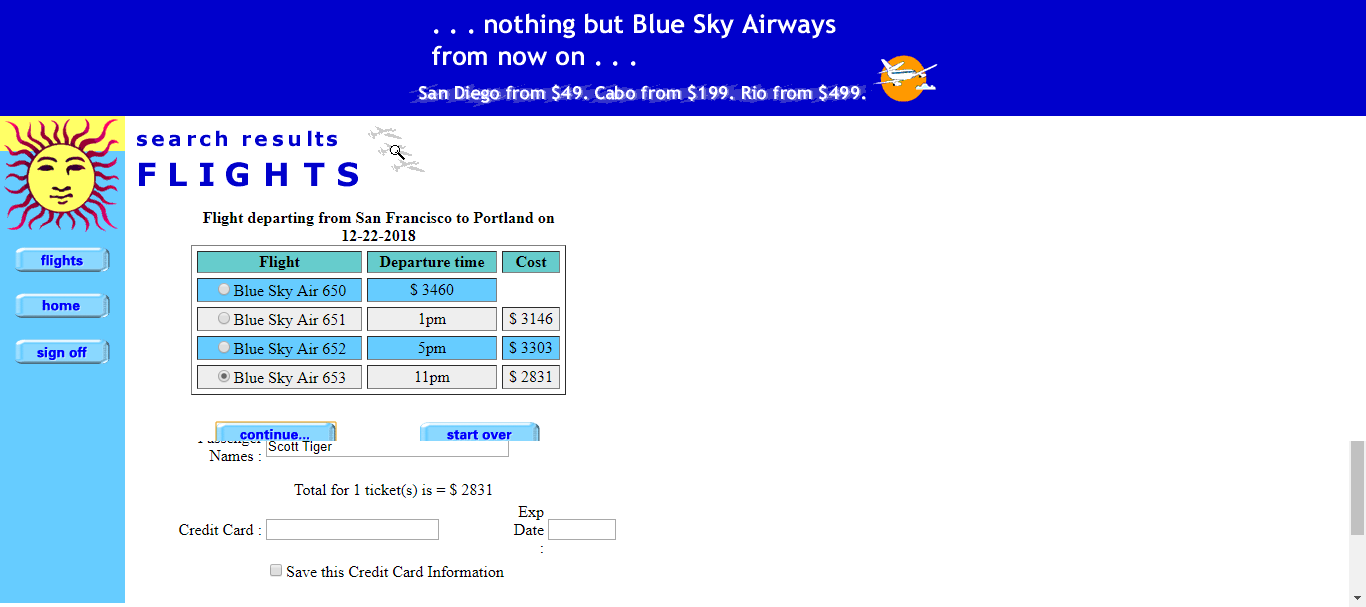 . . . nothing but Blue Sky Airways
from now on . . .
San Diego from $49. Cabo from $199. Rio from $499.
search results
FLIGHTS
flights
home
sign off
Flight departing from San Francisco to Portland on
12-22-2018
Flight Departure time Cost
Blue Sky Air 650 $ 3460
Blue Sky Air 651 1pm $ 3146
Blue Sky Air 652 5pm $ 3303
Blue Sky Air 653 11pm $ 2831
continue... start over
Passenger
Names : Scott Tiger
Total for 1 ticket(s) is = $ 2831
Exp
Credit Card : Date
:
Save this Credit Card Information